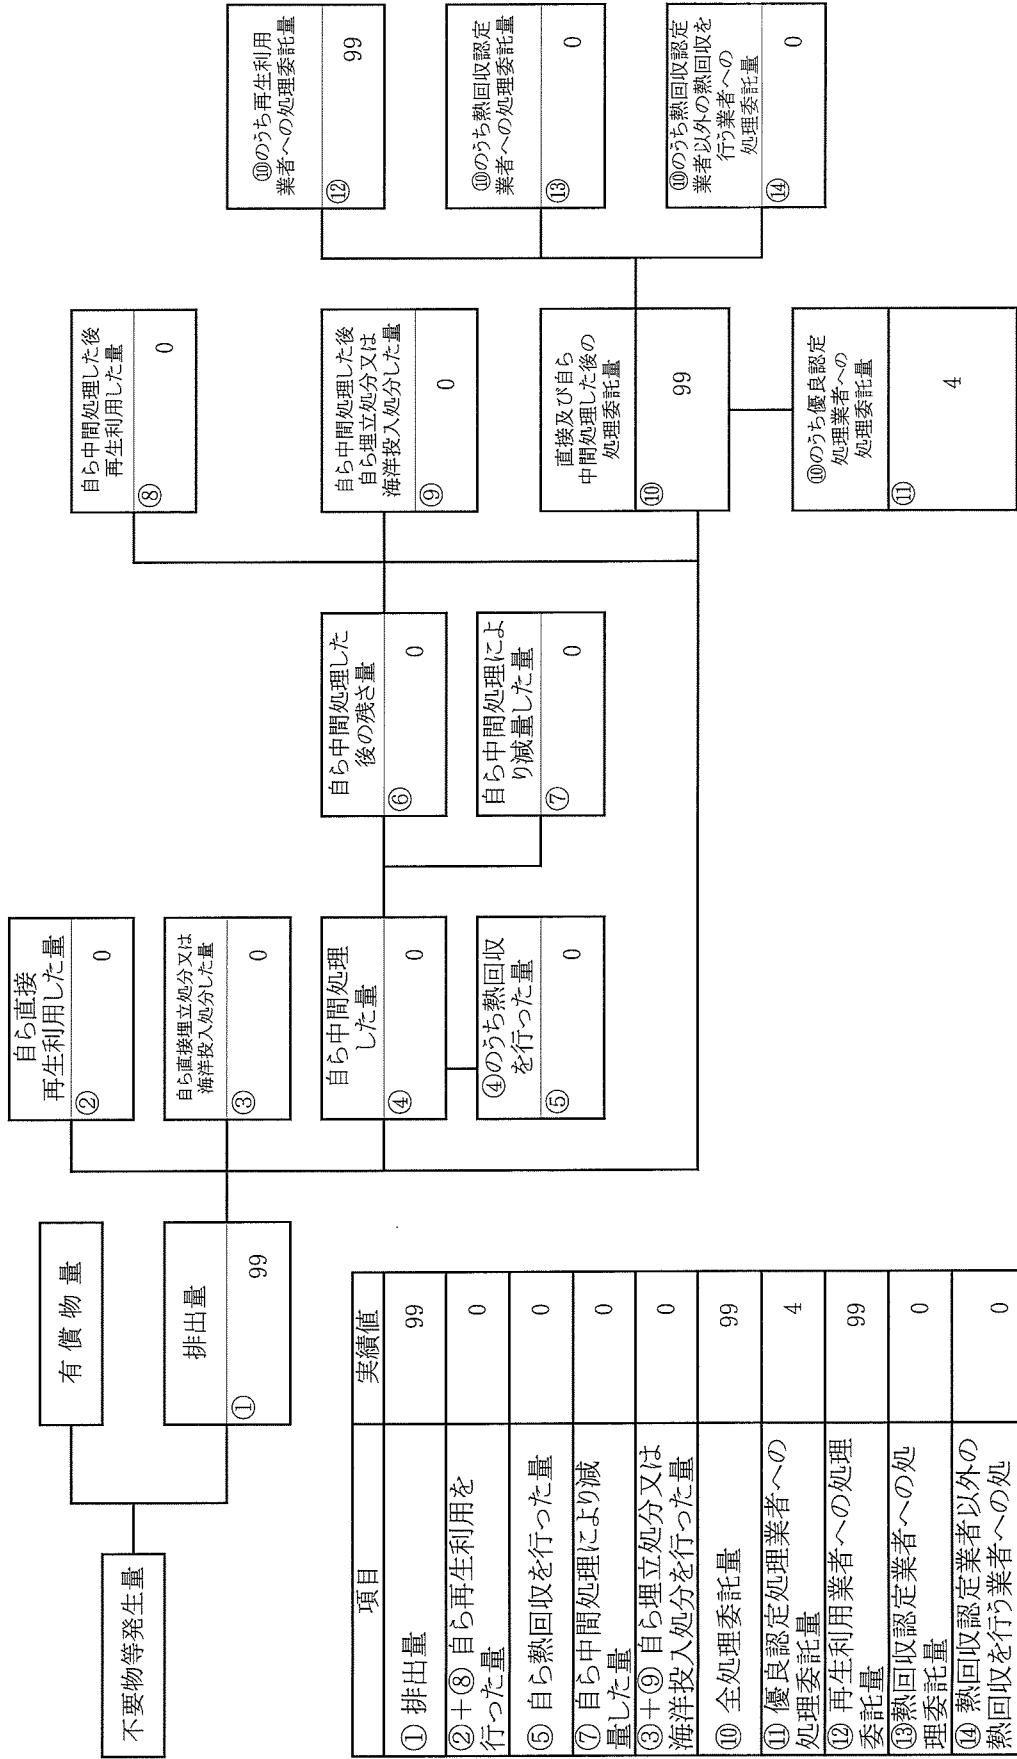 不要物等発生量
有償物量
排出量
①
99
自ら直接
再生利用した量
②
0
自ら直接埋立処分又は
海洋投入処分した量
③
0
自ら中間処理
した量
④
0
④のうち熱回収
を行った量
⑤
0
自ら中間処理した
後の残さ量
⑥
0
自ら中間処理によ
り減量した量
⑦
0
自ら中間処理した後
再生利用した量
⑧
0
自ら中間処理した後
自ら埋立処分又は
海洋投入処分した量
⑨
0
直接及び自ら
中間処理した後の
処理委託量
⑩
99
⑩のうち優良認定
処理業者への
処理委託量
⑪
4
⑩のうち再生利用
業者への処理委託量
⑫
99
⑩のうち熱回収認定
業者への処理委託量
⑬
0
⑩のうち熱回収認定
業者以外の熱回収を
行う業者への
処理委託量
⑭
0
項目 実績値
① 排出量 99
②+⑧ 自ら再生利用を
行った量 0
⑤ 自ら熱回収を行った量 0
⑦ 自ら中間処理により減
量した量 0
③+⑨ 自ら埋立処分又は
海洋投入処分を行った量 0
⑩ 全処理委託量 99
⑪ 優良認定処理業者への
処理委託量 4
⑫ 再生利用業者への処理
委託量 99
⑬熱回収認定業者への処
理委託量 0
⑭ 熱回収認定業者以外の
熱回収を行う業者への処 0